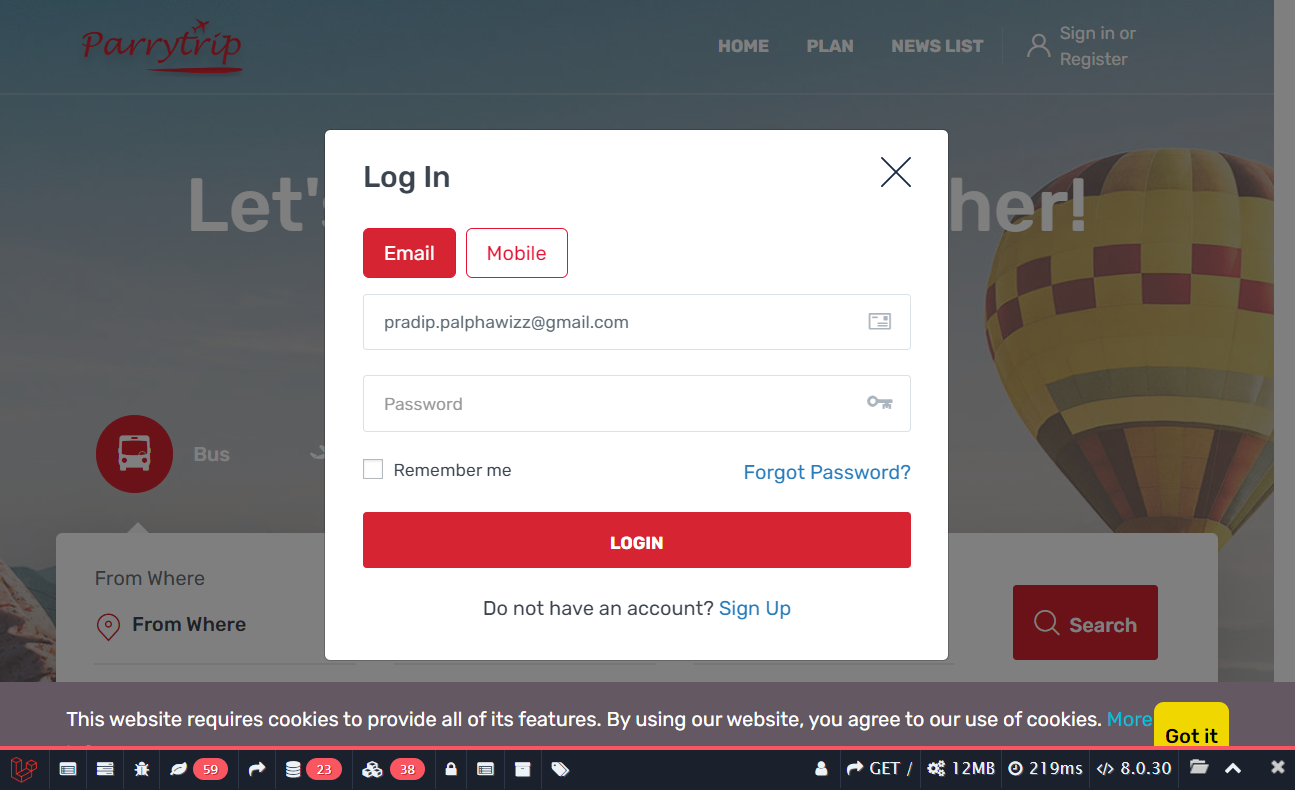 Parrytrip
HOME PLAN NEWS LIST
Sign in or
Register
Let's
her!
Log In
Email Mobile
pradip.palphawizz@gmail.com
Password
Bus
Remember me Forgot Password?
LOGIN
From Where
From Where
Do not have an account? Sign Up
Search
This website requires cookies to provide all of its features. By using our website, you agree to our use of cookies. More
Got it
59 23 38 GET / 12MB 219ms 8.0.30